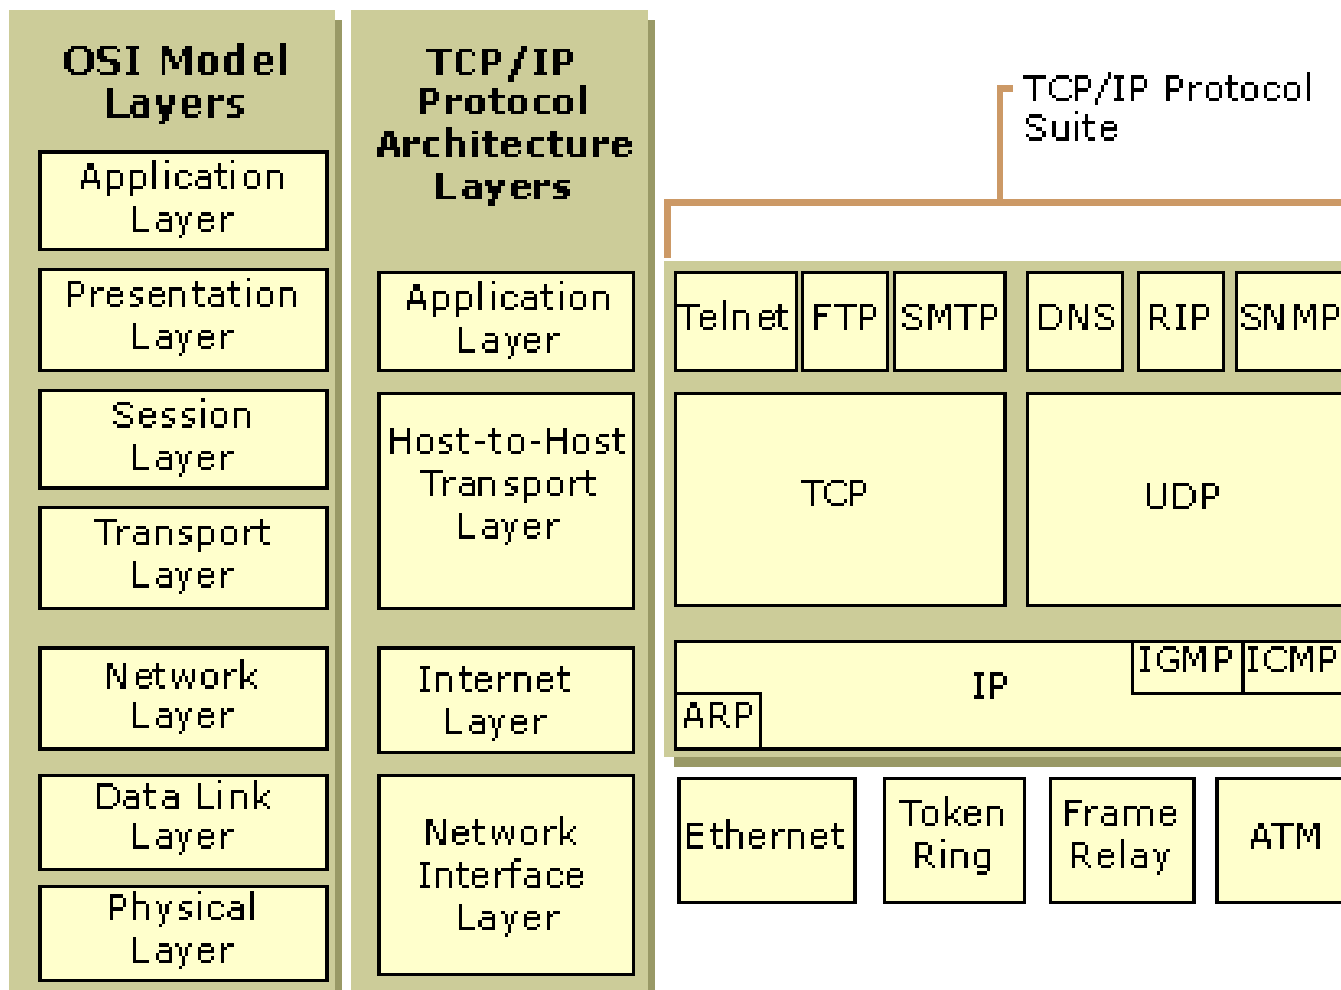 OSI Model
Layers
Application
Layer
Presentation
Layer
Session
Layer
Transport
Layer
Network
Layer
Data Link
Layer
Physical
Layer
TCP/IP
Protocol
Architecture
Layers
Application
Layer
Host-to-Host
Transport
Layer
Internet
Layer
Network
Interface
Layer
TCP/IP Protocol
Suite
Telnet
FTP
SMTP
DNS
RIP
SNMP
TCP
UDP
IP
IGMP
ICMP
ARP
Ethernet
Token
Ring
Frame
Relay
ATM